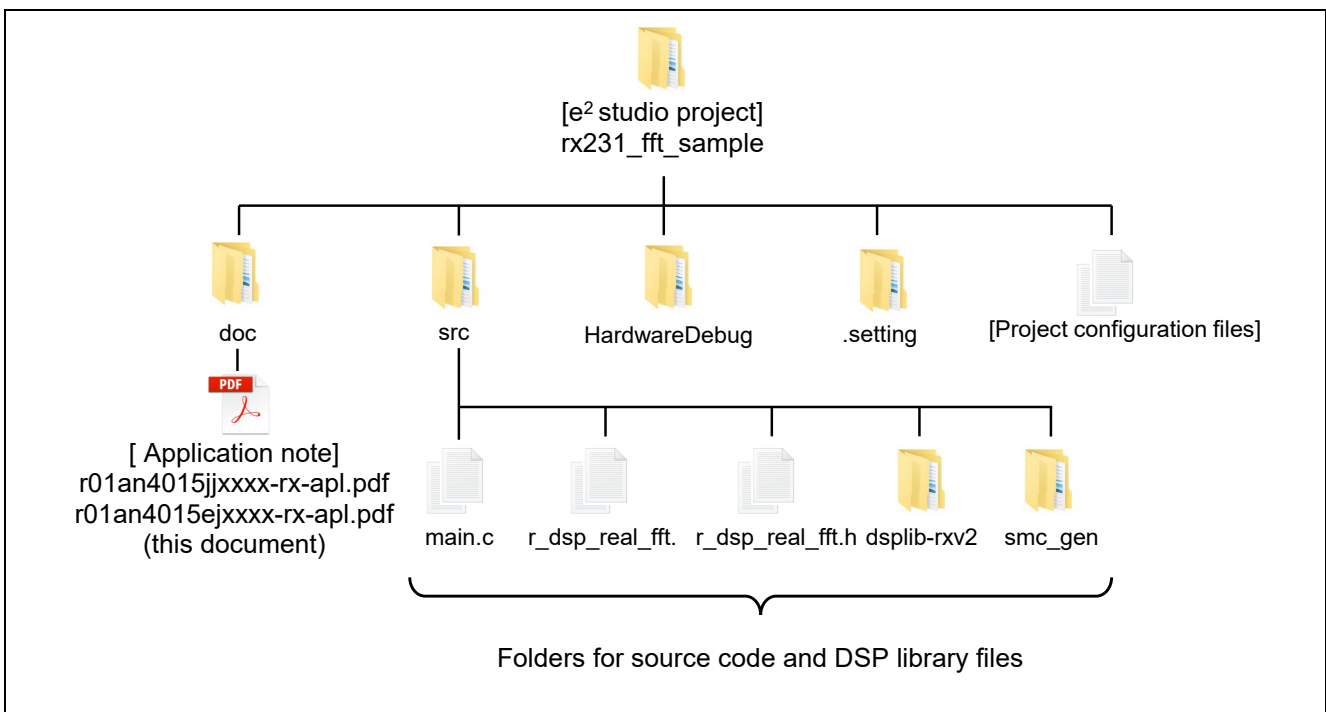 [e² studio project]
rx231_fft_sample
doc
src
HardwareDebug
.setting
[Project configuration files]
PDF
[ Application note]
r01an4015jjxxxx-rx-apl.pdf
r01an4015ejxxxx-rx-apl.pdf
(this document)
main.c
r_dsp_real_fft.
r_dsp_real_fft.h
dsplib-rxv2
smc_gen
Folders for source code and DSP library files